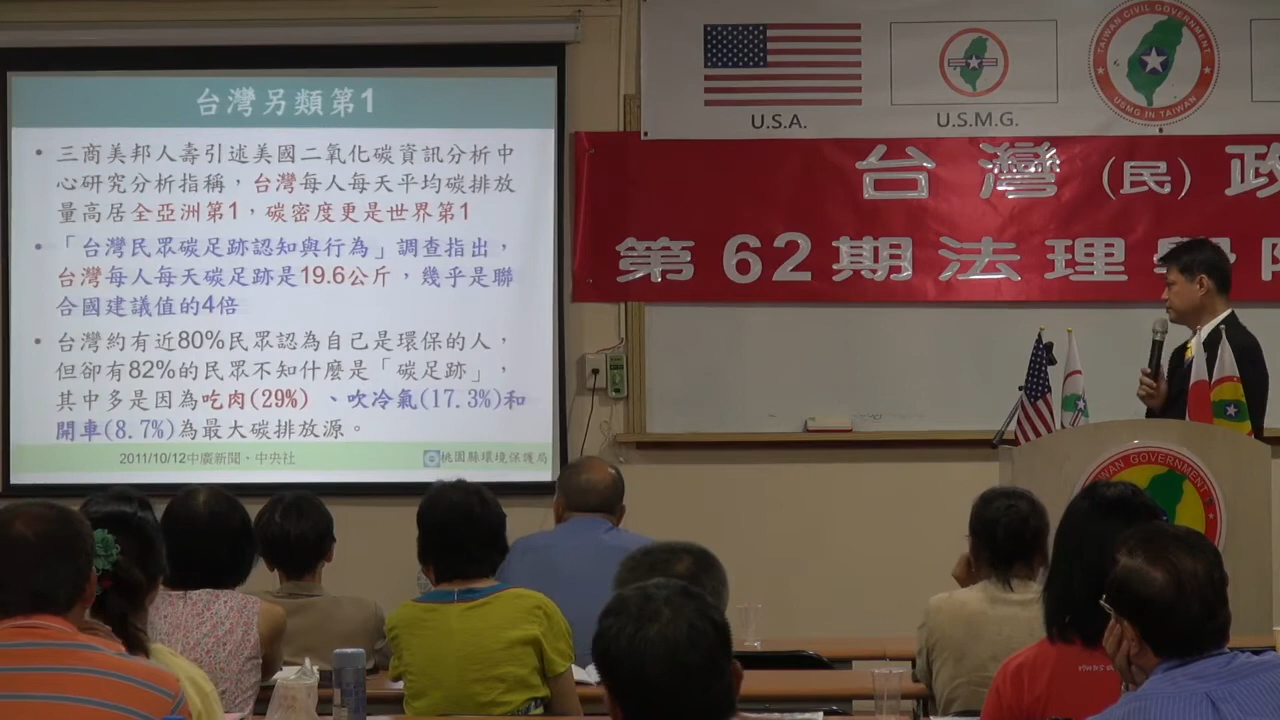 台灣另類第1
• 三商美邦人壽引述美國二氧化碳資訊分析中
心研究分析指稱，台灣每人每天平均碳排放
量高居全亞洲第1，碳密度更是世界第1
• 「台灣民眾碳足跡認知與行為」調查指出，
台灣每人每天碳足跡是19.6公斤，幾乎是聯
合國建議值的4倍
• 台灣約有近80%民眾認為自己是環保的人，
但卻有82%的民眾不知什麼是「碳足跡」，
其中多是因為吃肉(29%)、吹冷氣(17.3%)和
開車(8.7%)為最大碳排放源。
2011/10/12中廣新聞、中央社
桃園縣環境保護局
U.S.A.
U.S.M.G.
TAIWAN CIVIL GOVERNMENT
USMG IN TAIWAN
台灣(民)政
第62期法理學
WAN GOVERNMENT